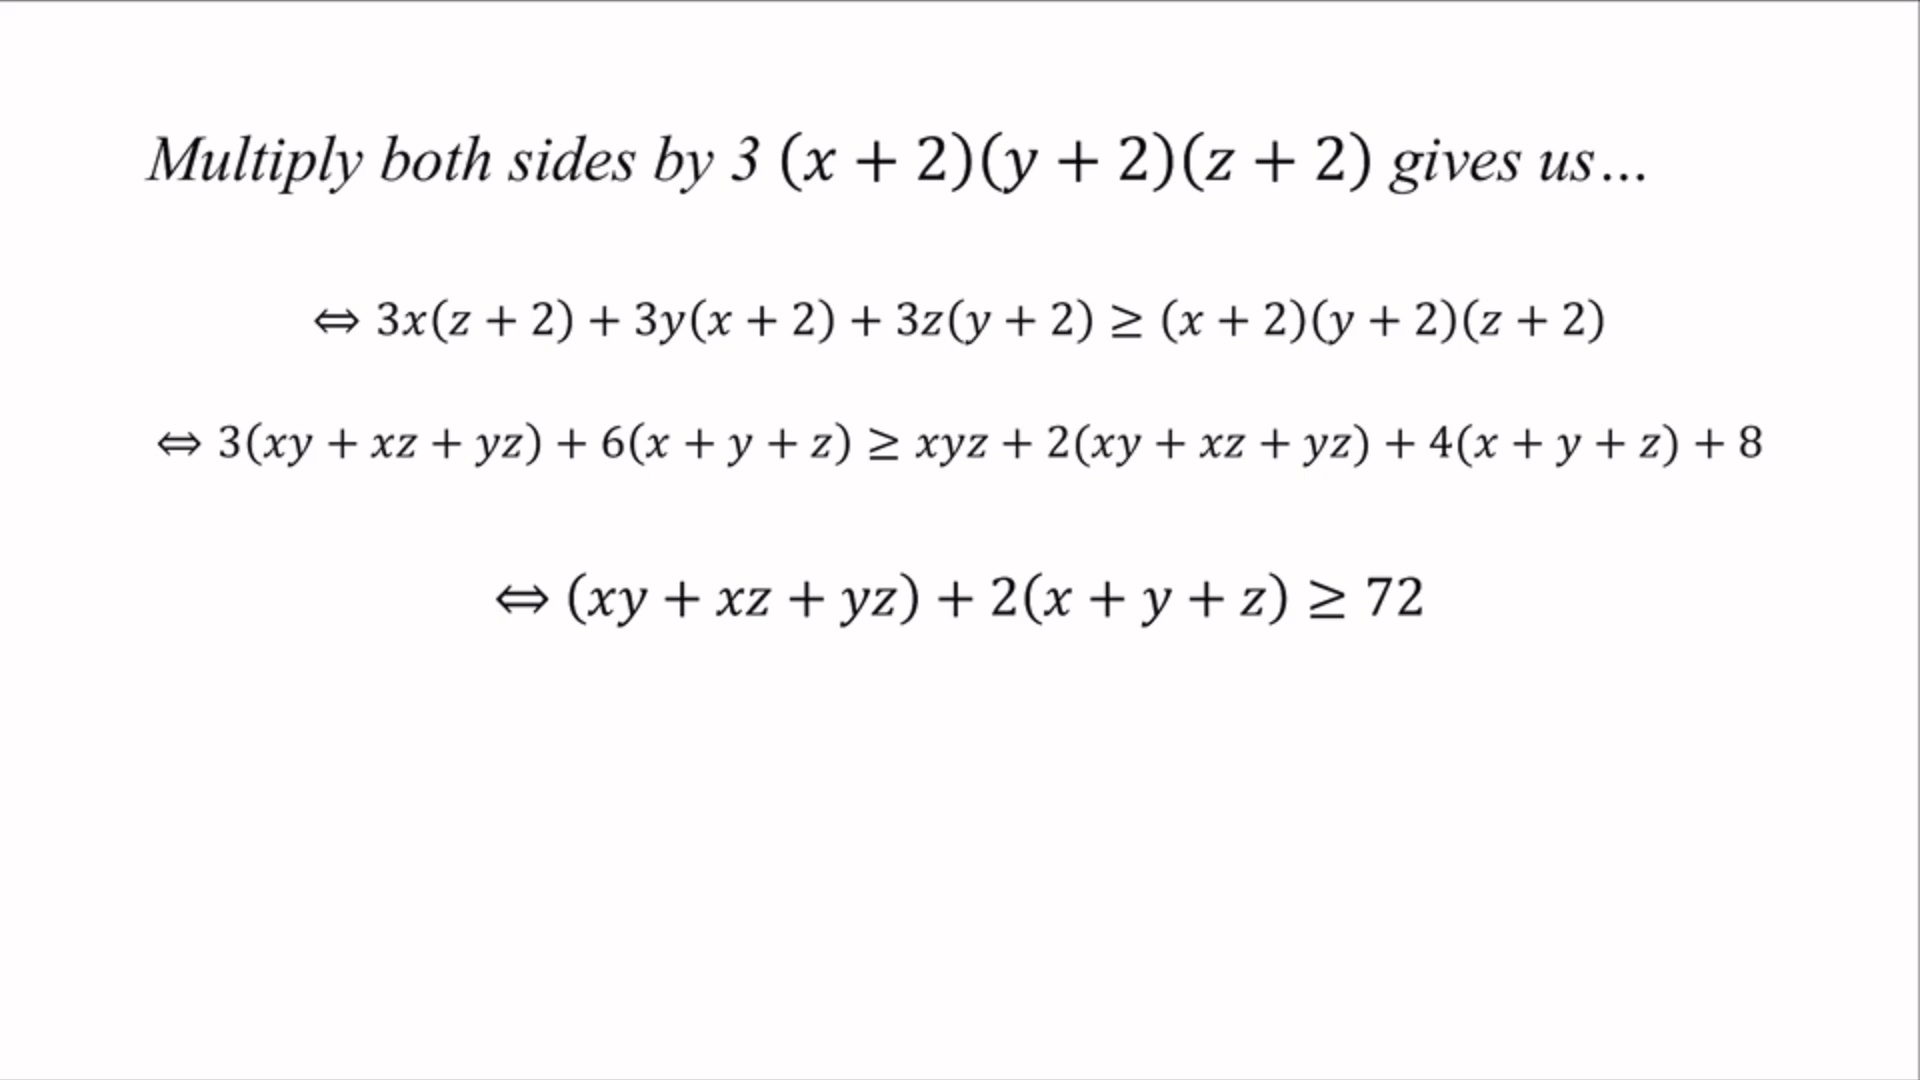 Multiply both sides by 3 (x + 2)(y + 2)(z + 2) gives us…
⇔ 3x(z + 2) + 3y(x + 2) + 3z(y + 2) ≥ (x + 2)(y + 2)(z + 2)
⇔ 3(xy + xz + yz) + 6(x + y + z) ≥ xyz + 2(xy + xz + yz) + 4(x + y + z) + 8
⇔ (xy + xz + yz) + 2(x + y + z) ≥ 72